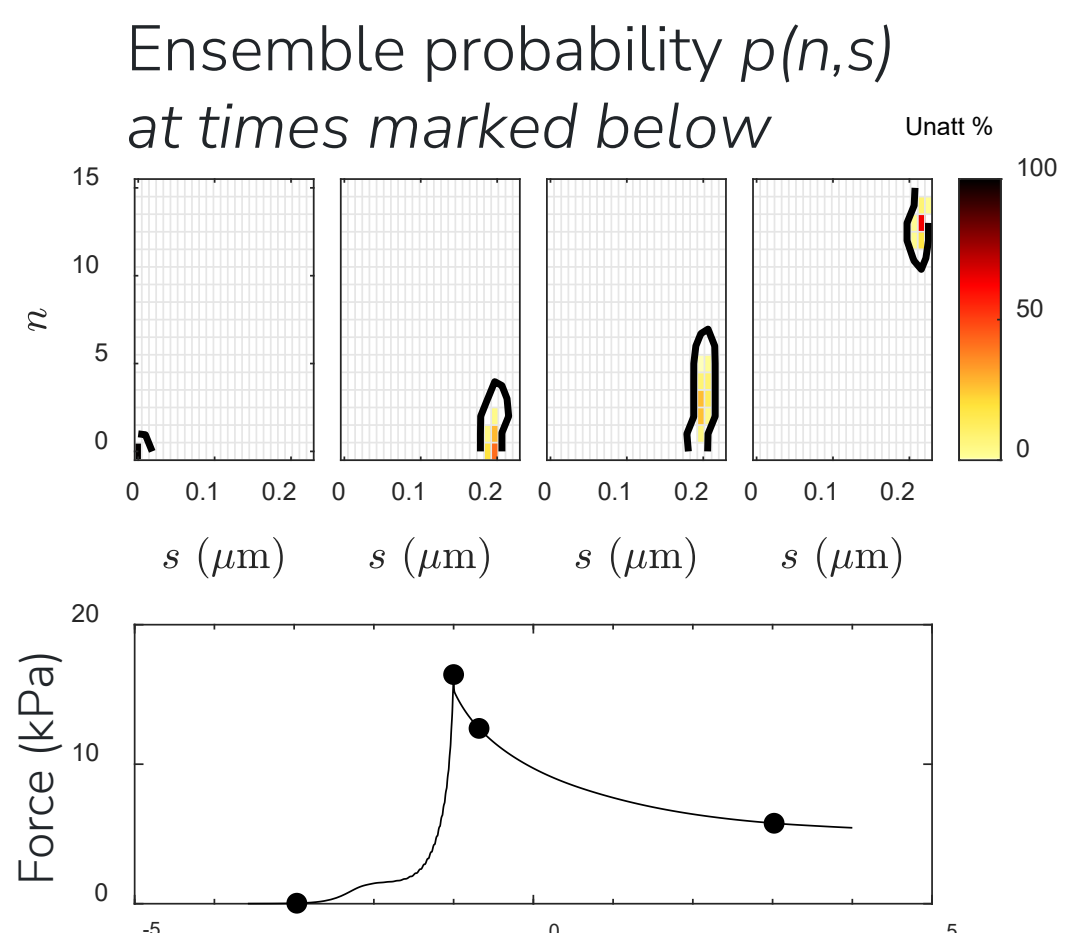 Ensemble probability p(n,s)
at times marked below
Unatt %
15
10
5
0
n
100
50
0
0 0.1 0.2 0 0.1 0.2 0 0.1 0.2 0 0.1 0.2
s (μm) s (μm) s (μm) s (μm)
20
10
0
Force (kPa)
-5 0 5